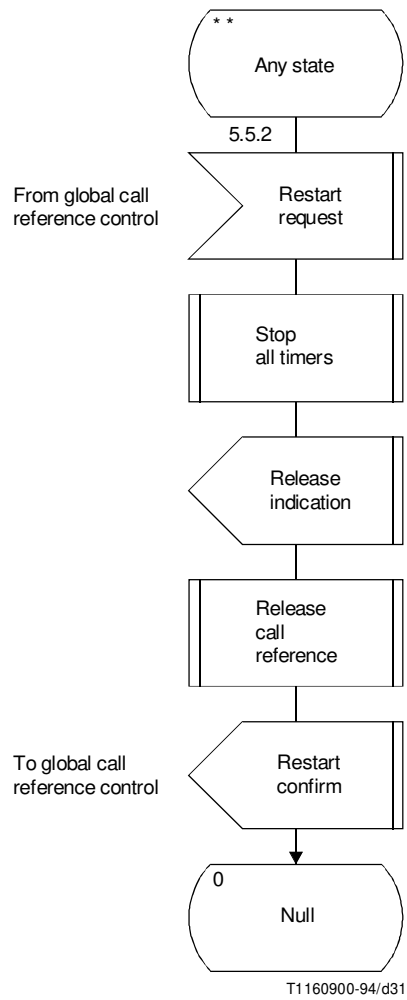 * *
Any state
5.5.2
From global call
reference control
Restart
request
Stop
all timers
Release
indication
Release
call
reference
To global call
reference control
Restart
confirm
0
Null
T1160900-94/d31